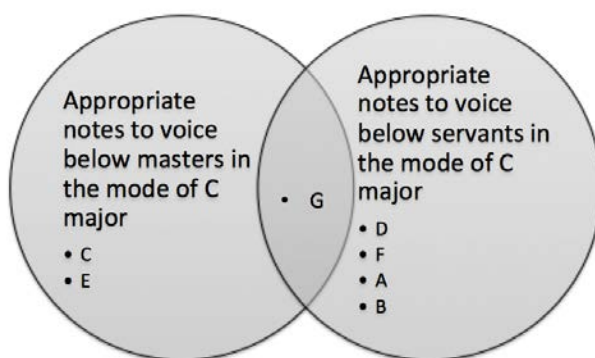 Appropriate
notes to voice
below masters in
the mode of C
major
• C
• E
• G
Appropriate
notes to voice
below servants in
the mode of C
major
• D
• F
• A
• B